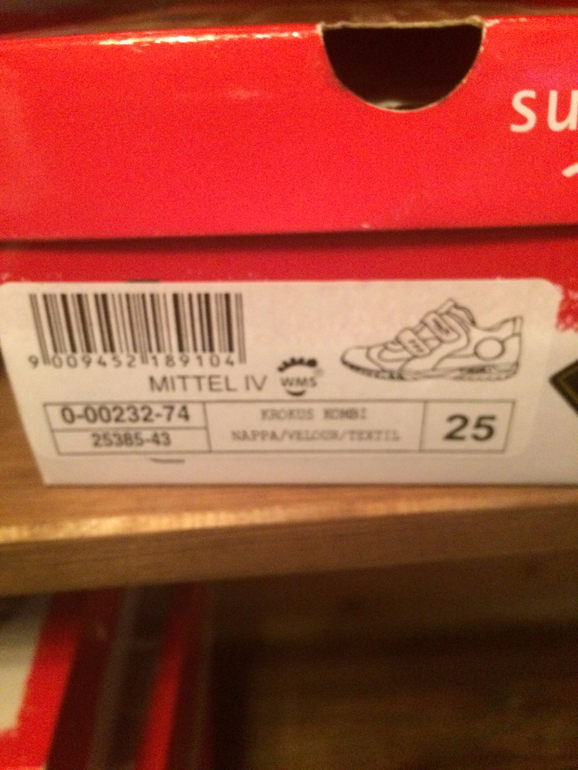 su
9 009452 189104
MITTEL IV WMS
0-00232-74
25385-43
KROKUS KOMBI
NAPPA/VELOUR/TEXTIL
25